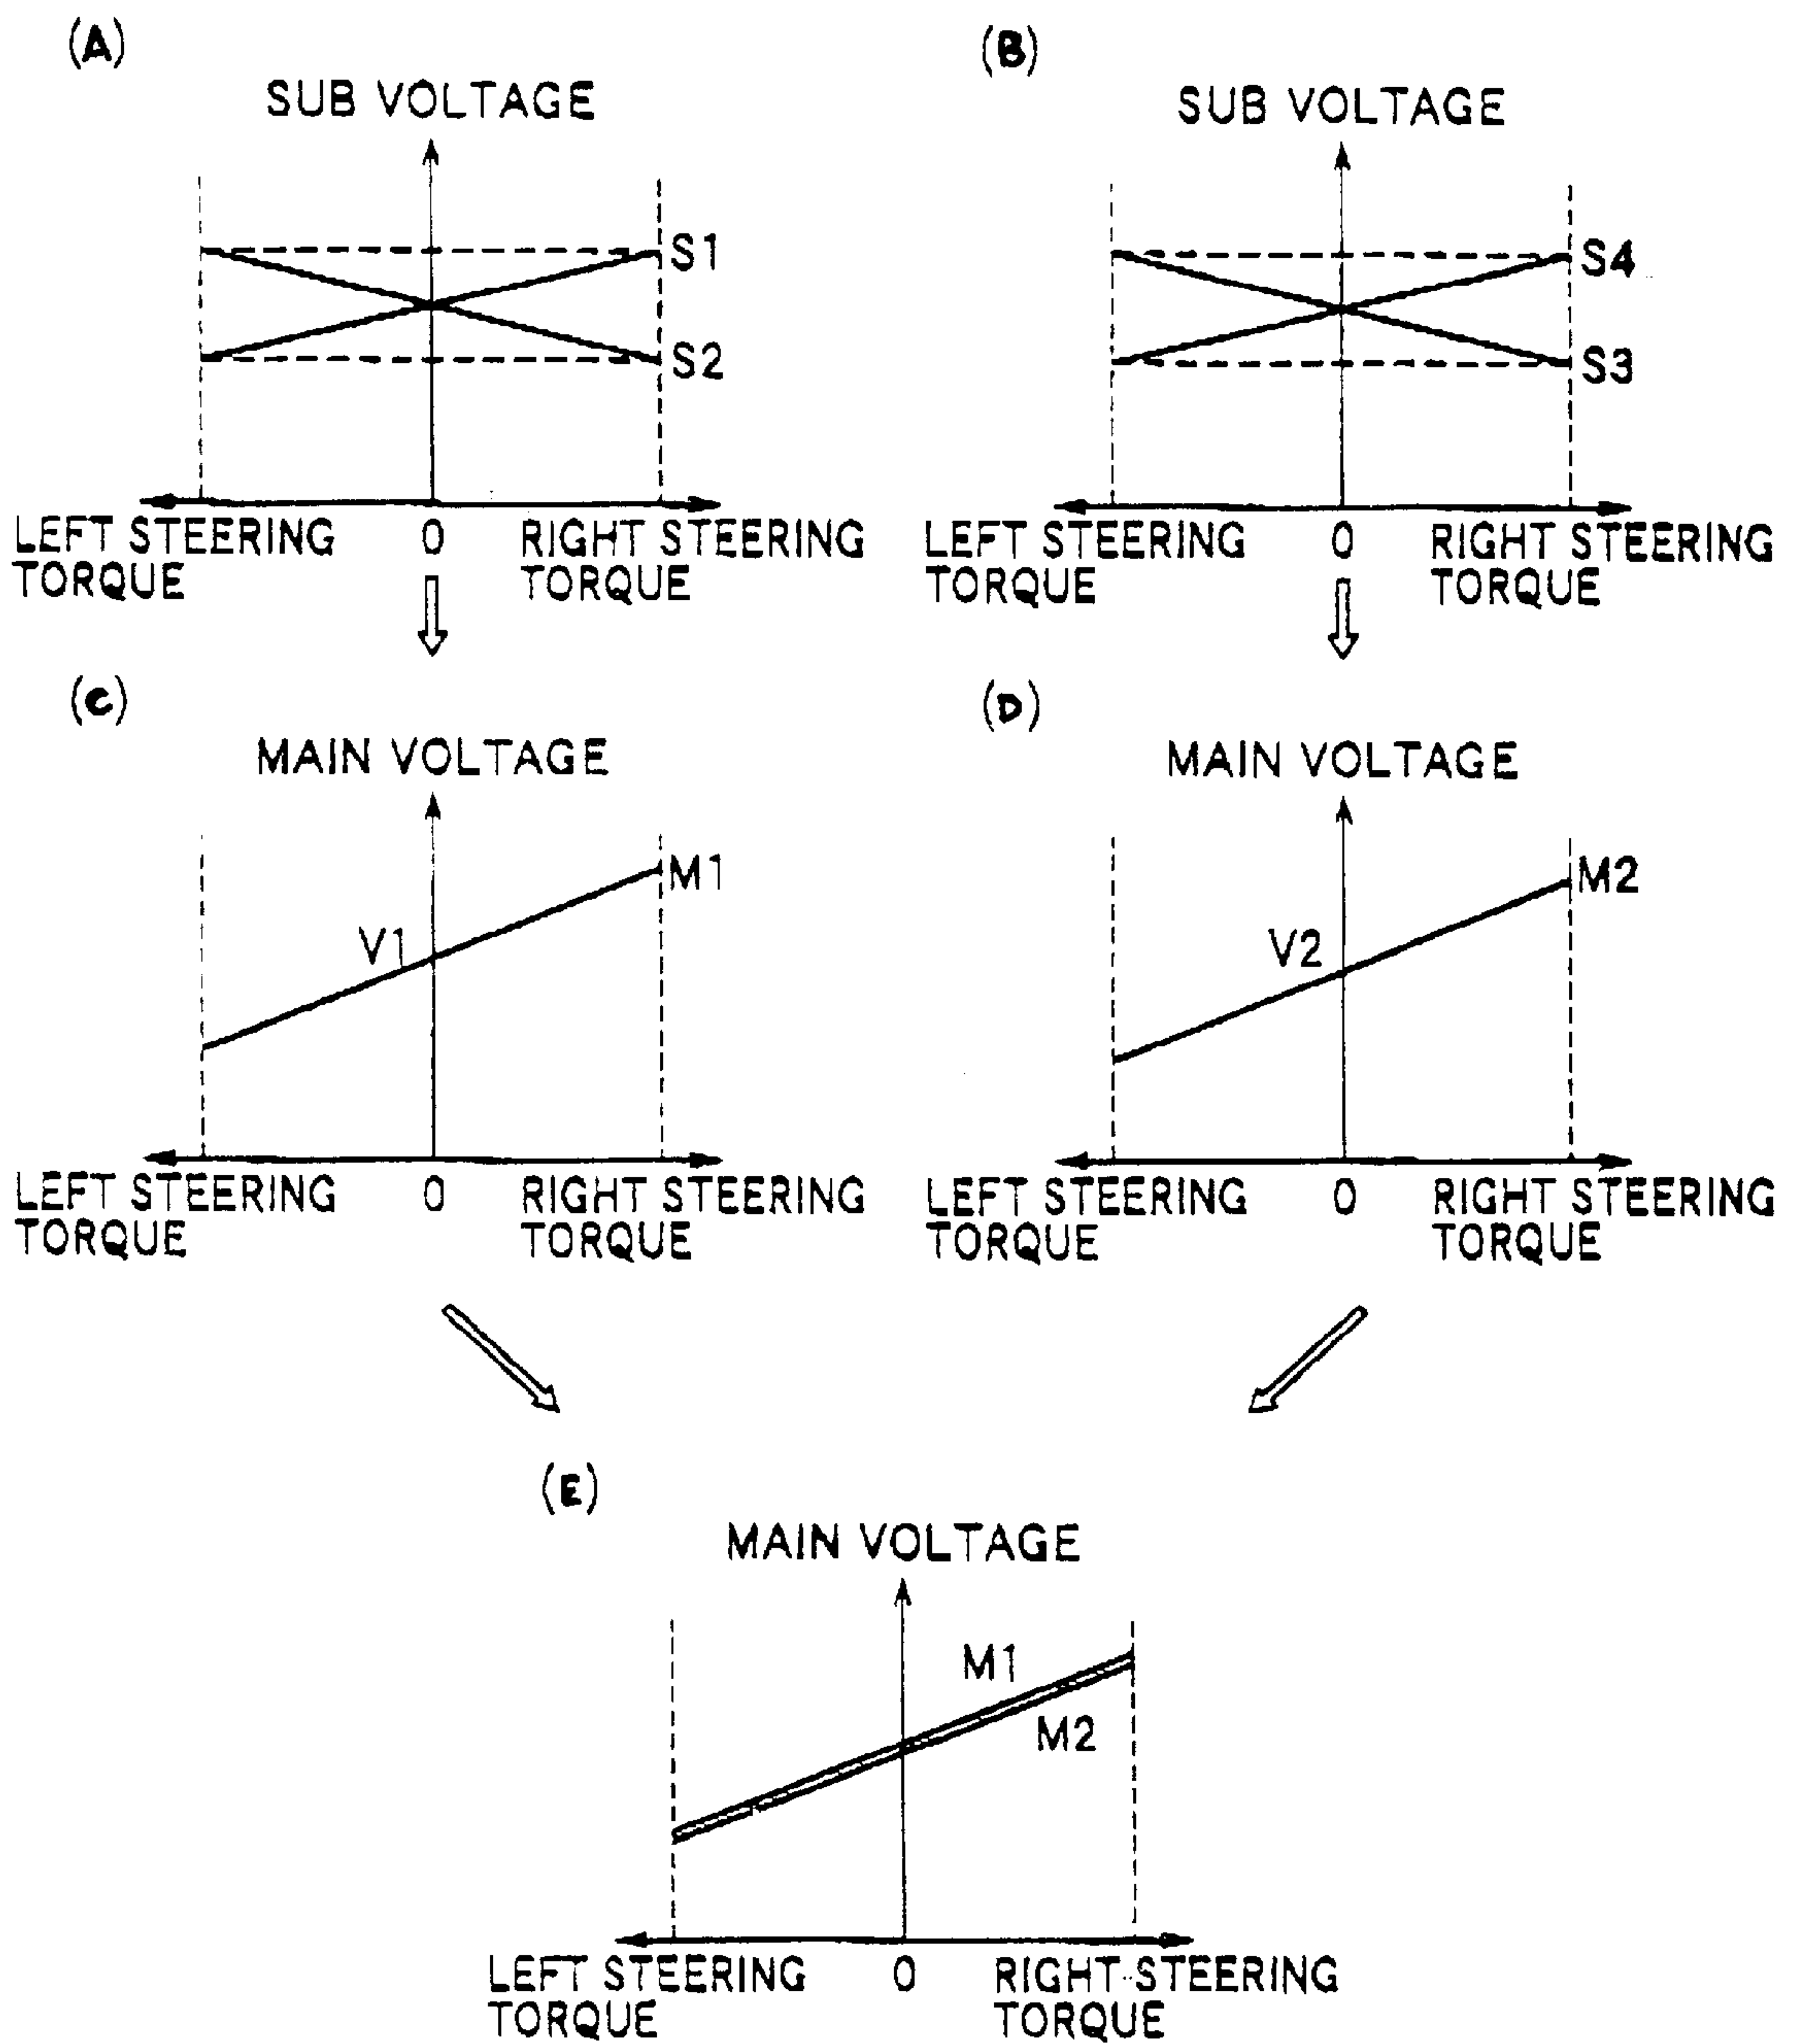 (A)
SUB VOLTAGE
S1
S2
LEFT STEERING TORQUE
0
RIGHT STEERING TORQUE
(B)
SUB VOLTAGE
S4
S3
LEFT STEERING TORQUE
0
RIGHT STEERING TORQUE
(C)
MAIN VOLTAGE
M1
V1
LEFT STEERING TORQUE
0
RIGHT STEERING TORQUE
(D)
MAIN VOLTAGE
M2
V2
LEFT STEERING TORQUE
0
RIGHT STEERING TORQUE
(E)
MAIN VOLTAGE
M1
M2
LEFT STEERING TORQUE
0
RIGHT STEERING TORQUE